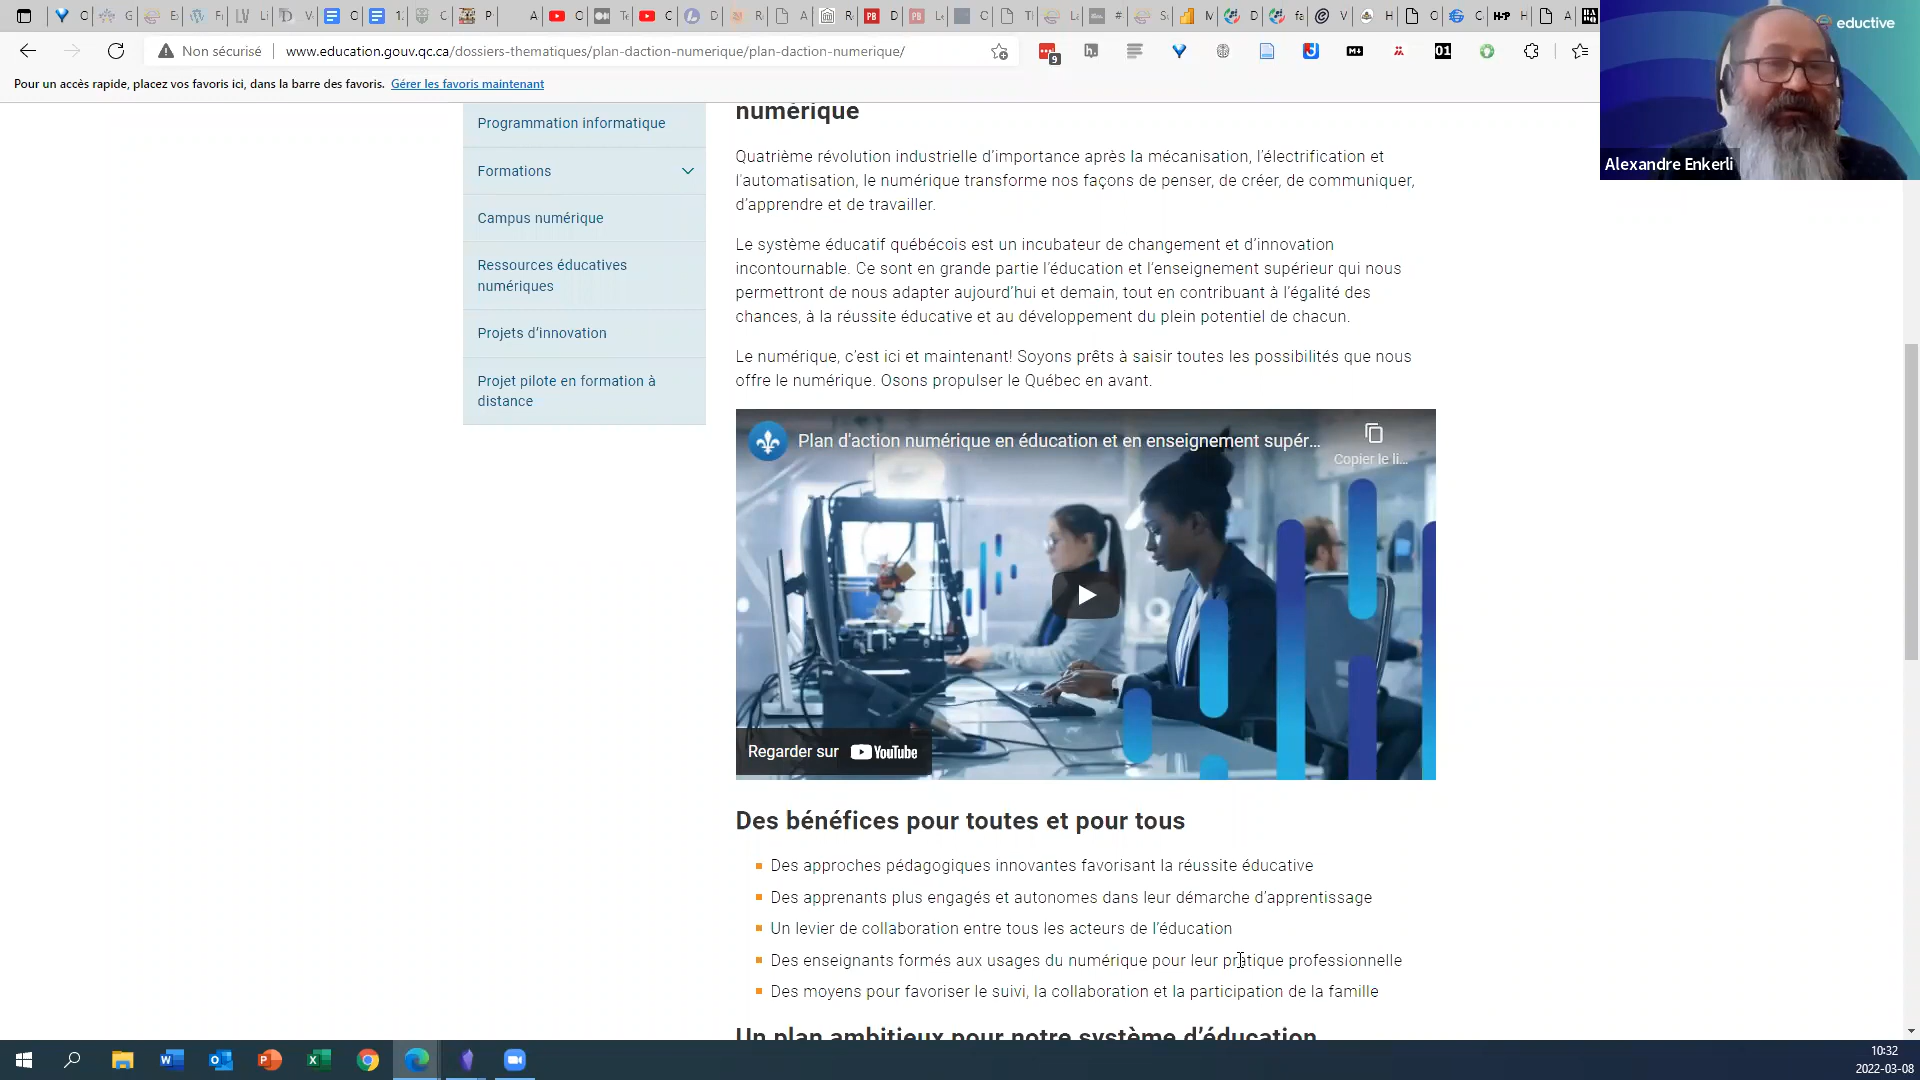 Non sécurisé
www.education.gouv.qc.ca/dossiers-thematiques/plan-daction-numerique/plan-daction-numerique/
9
01
eductive
Pour un accès rapide, placez vos favoris ici, dans la barre des favoris. Gérer les favoris maintenant
Alexandre Enkerli
Programmation informatique
Formations
Campus numérique
Ressources éducatives
numériques
Projets d'innovation
Projet pilote en formation à
distance
numérique
Quatrième révolution industrielle d'importance après la mécanisation, l'électrification et
l'automatisation, le numérique transforme nos façons de penser, de créer, de communiquer,
d'apprendre et de travailler.
Le système éducatif québécois est un incubateur de changement et d'innovation
incontournable. Ce sont en grande partie l'éducation et l'enseignement supérieur qui nous
permettront de nous adapter aujourd'hui et demain, tout en contribuant à l'égalité des
chances, à la réussite éducative et au développement du plein potentiel de chacun.
Le numérique, c'est ici et maintenant! Soyons prêts à saisir toutes les possibilités que nous
offre le numérique. Osons propulser le Québec en avant.
Plan d'action numérique en éducation et en enseignement supér...
Copier le li...
Regarder sur YouTube
Des bénéfices pour toutes et pour tous
Des approches pédagogiques innovantes favorisant la réussite éducative
Des apprenants plus engagés et autonomes dans leur démarche d'apprentissage
Un levier de collaboration entre tous les acteurs de l'éducation
Des enseignants formés aux usages du numérique pour leur pratique professionnelle
Des moyens pour favoriser le suivi, la collaboration et la participation de la famille
Un plan ambitieux pour notre système d'éducation
10:32
2022-03-08